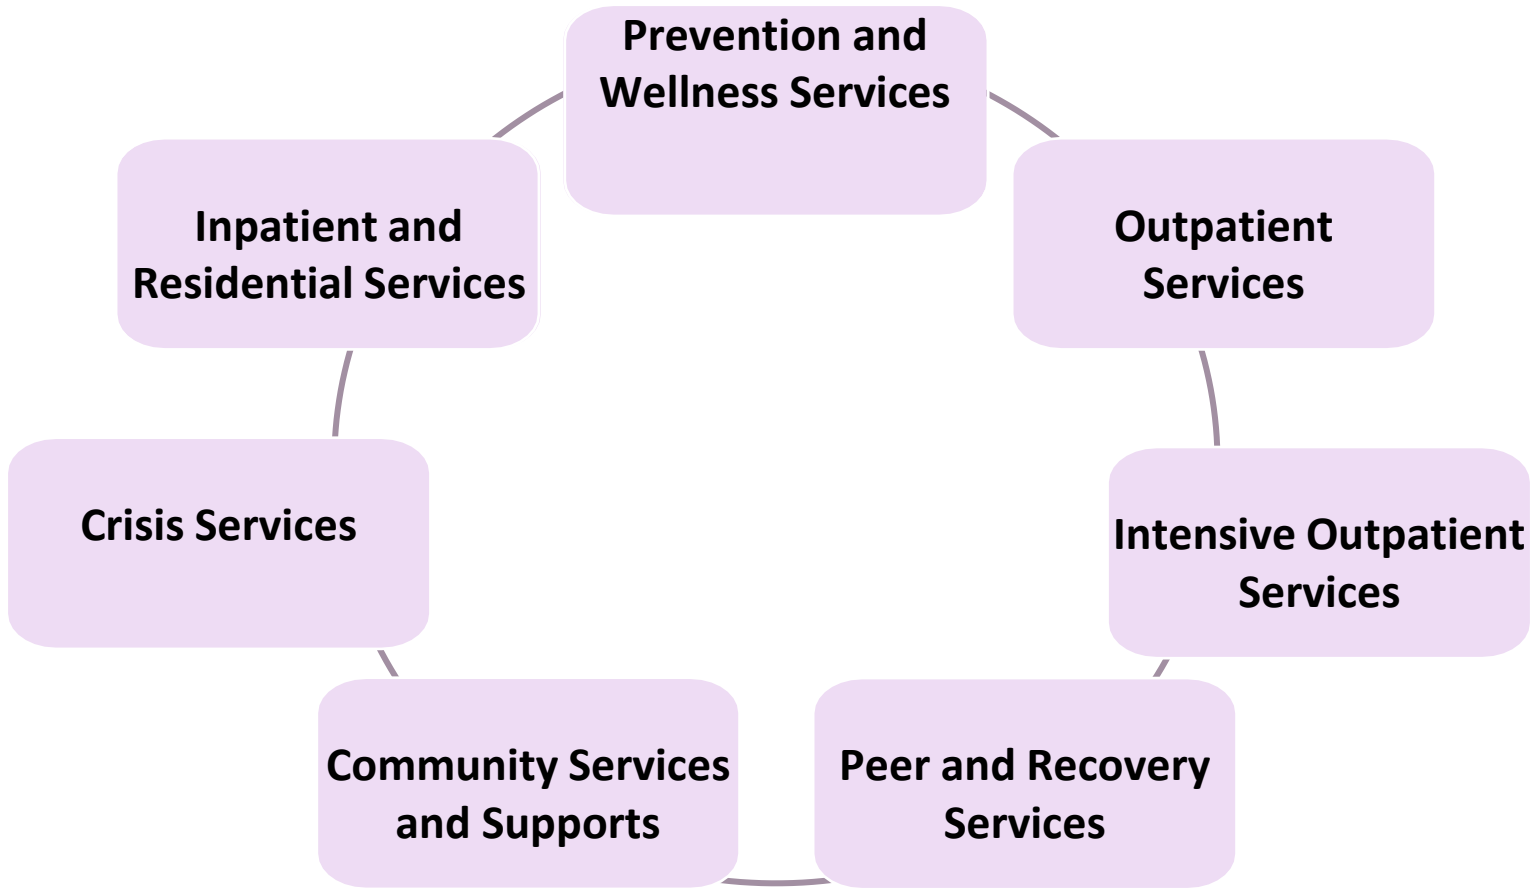 Prevention and
Wellness Services
Outpatient
Services
Intensive Outpatient
Services
Peer and Recovery
Services
Community Services
and Supports
Crisis Services
Inpatient and
Residential Services